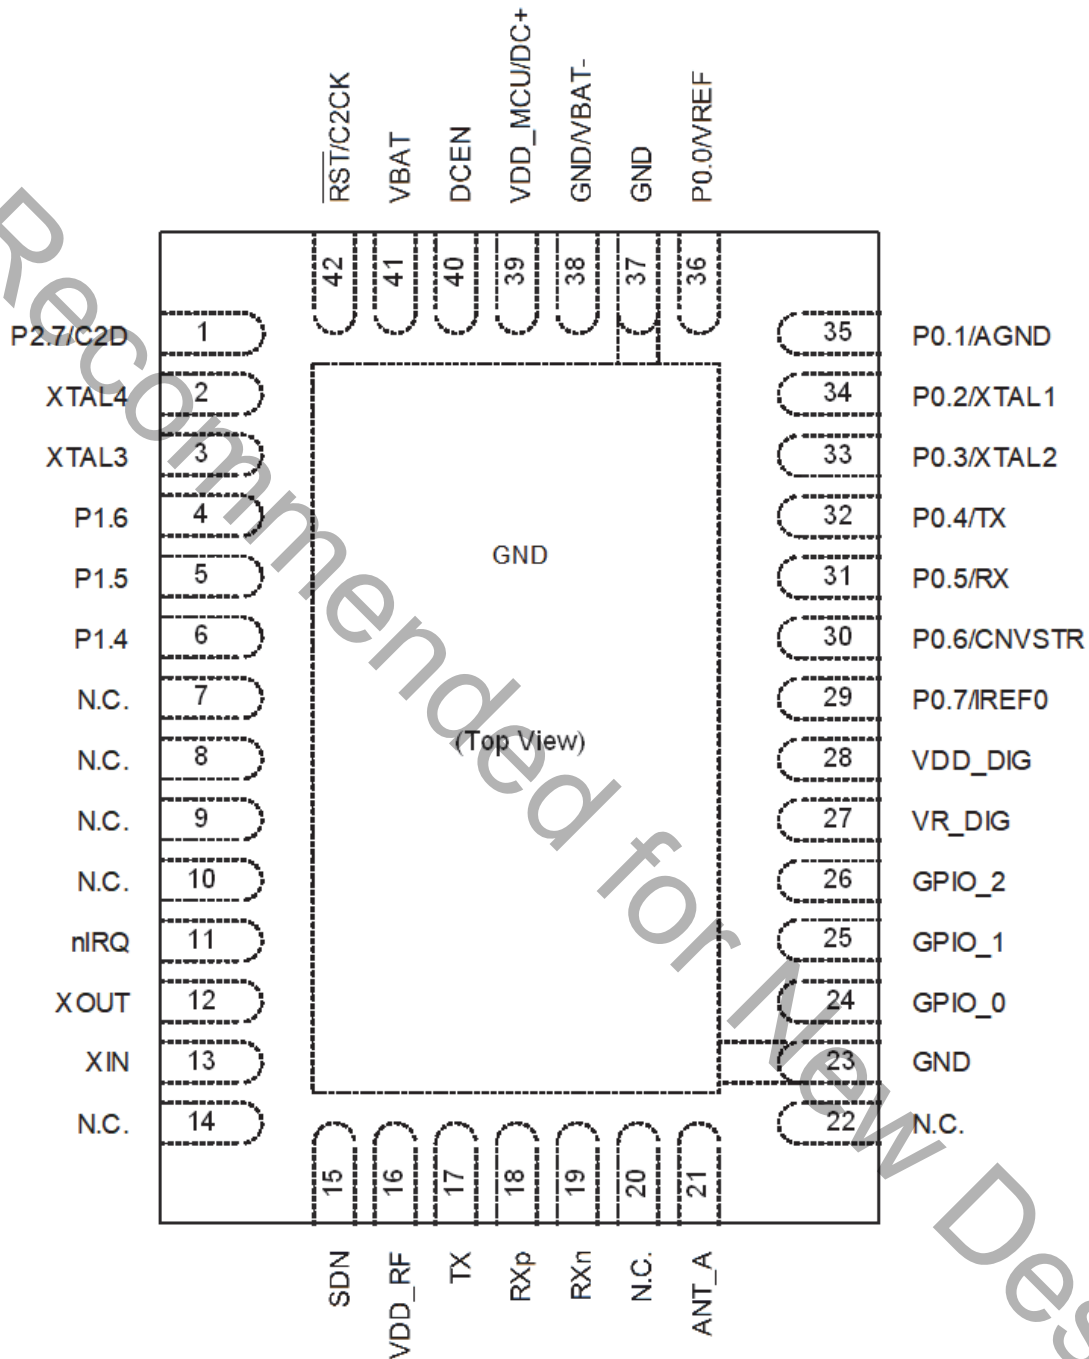 RST/C2CK
VBAT
DCEN
VDD_MCU/DC+
GND/VBAT-
GND
P0.0/VREF
42
41
40
39
38
37
36
P2.7/C2D 1
XTAL4 2
XTAL3 3
P1.6 4
P1.5 5
P1.4 6
N.C. 7
N.C. 8
N.C. 9
N.C. 10
nIRQ 11
XOUT 12
XIN 13
N.C. 14
GND
(Top View)
35 P0.1/AGND
34 P0.2/XTAL1
33 P0.3/XTAL2
32 P0.4/TX
31 P0.5/RX
30 P0.6/CNVSTR
29 P0.7/IREF0
28 VDD_DIG
27 VR_DIG
26 GPIO_2
25 GPIO_1
24 GPIO_0
23 GND
22 N.C.
15
16
17
18
19
20
21
SDN
VDD_RF
TX
RXp
RXn
N.C.
ANT_A
Recommended for New Des